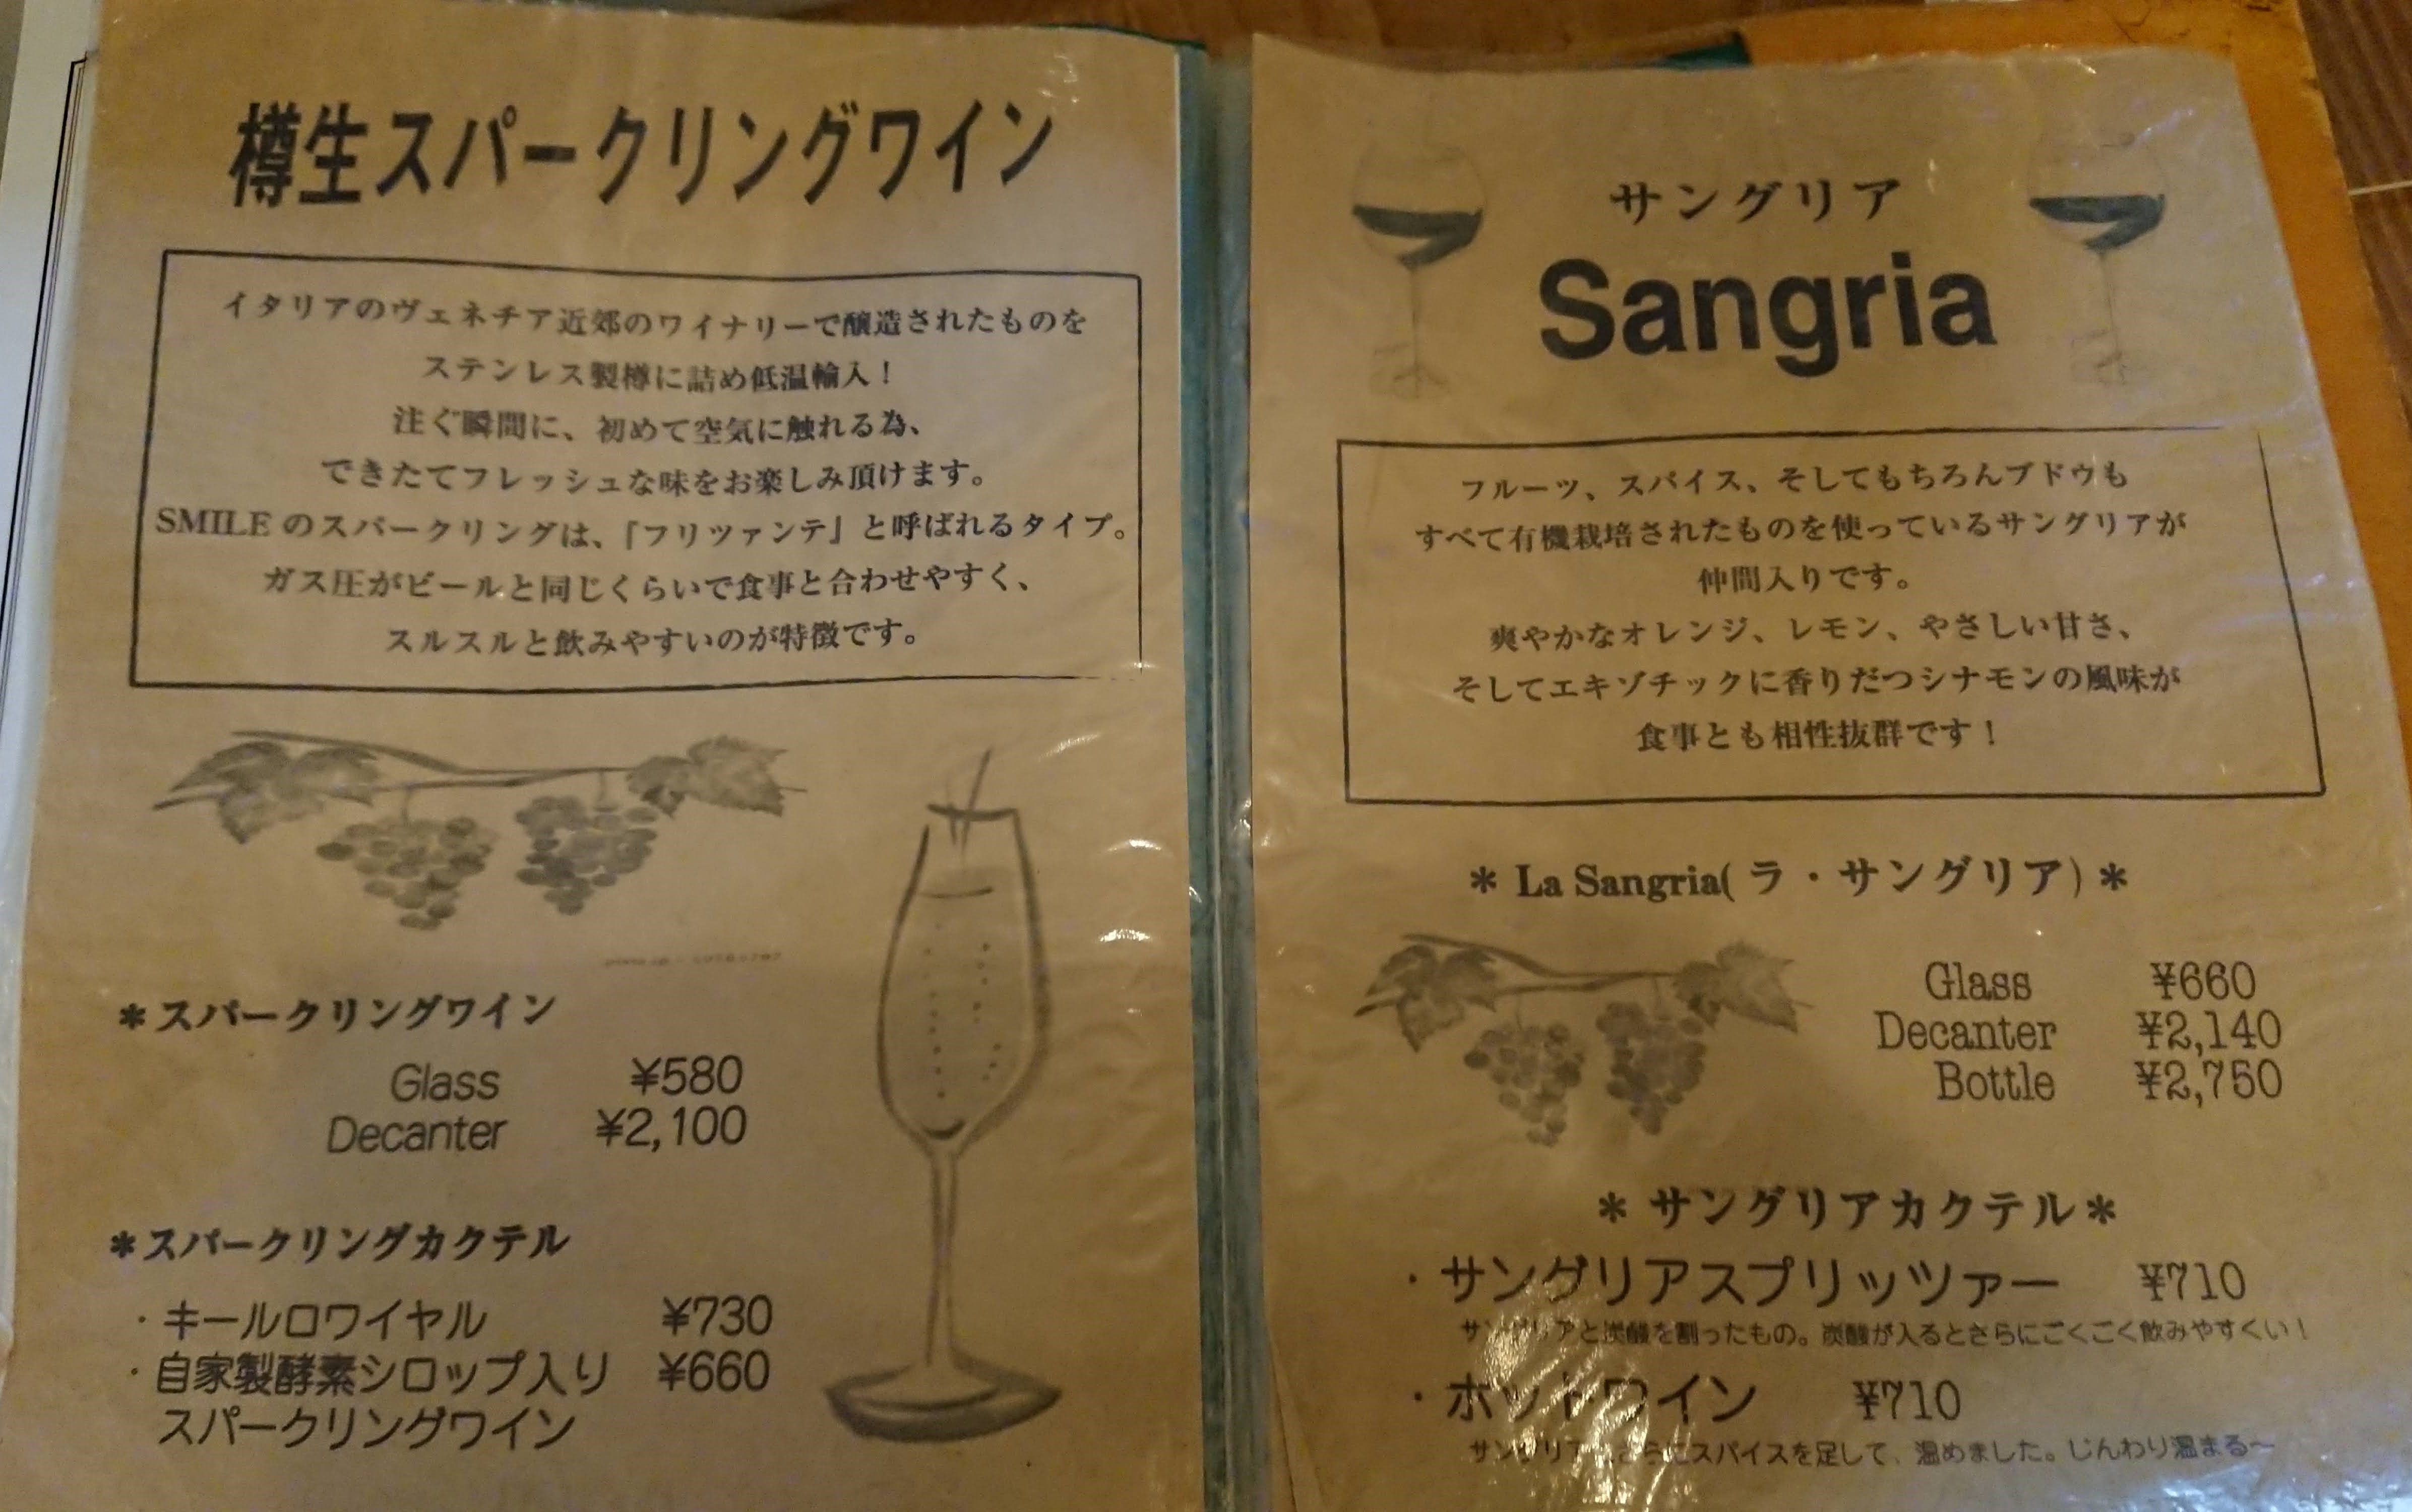 樽生スパークリングワイン
イタリアのヴェネチア近郊のワイナリーで醸造されたものを
ステンレス製樽に詰め低温輸入！
注ぐ瞬間に、初めて空気に触れる為、
できたてフレッシュな味をお楽しみ頂けます。
SMILEのスパークリングは、「フリツァンテ」と呼ばれるタイプ。
ガス圧がビールと同じくらいで食事と合わせやすく、
スルスルと飲みやすいのが特徴です。
＊スパークリングワイン
Glass ¥580
Decanter ¥2,100
＊スパークリングカクテル
・キールロワイヤル ¥730
・自家製酵素シロップ入り ¥660
スパークリングワイン
サングリア
Sangria
フルーツ、スパイス、そしてもちろんブドウも
すべて有機栽培されたものを使っているサングリアが
仲間入りです。
爽やかなオレンジ、レモン、やさしい甘さ、
そしてエキゾチックに香りだつシナモンの風味が
食事とも相性抜群です！
＊ La Sangria(ラ・サングリア) ＊
Glass ¥660
Decanter ¥2,140
Bottle ¥2,750
＊ サングリアカクテル＊
・サングリアスプリッツァー ¥710
サングリアと炭酸を割ったもの。炭酸が入るとさらにごくごく飲みやすくい！
・ホットワイン ¥710
サングリア さらにスパイスを足して、温めました。じんわり温まる～